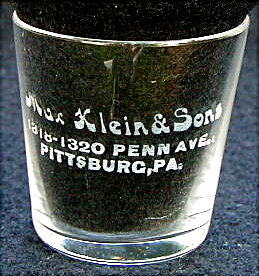 Max Klein & Sons
1318-1320 PENN AVE.
PITTSBURG, PA.